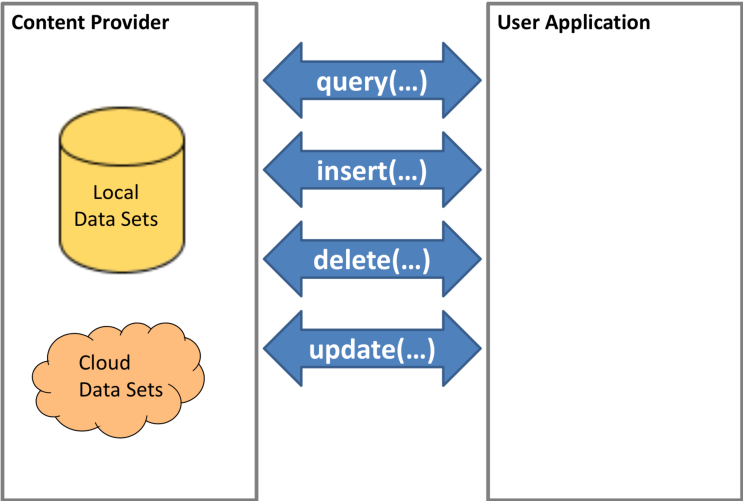 Content Provider
User Application
query(…)
insert(…)
delete(…)
update(…)
Local
Data Sets
Cloud
Data Sets